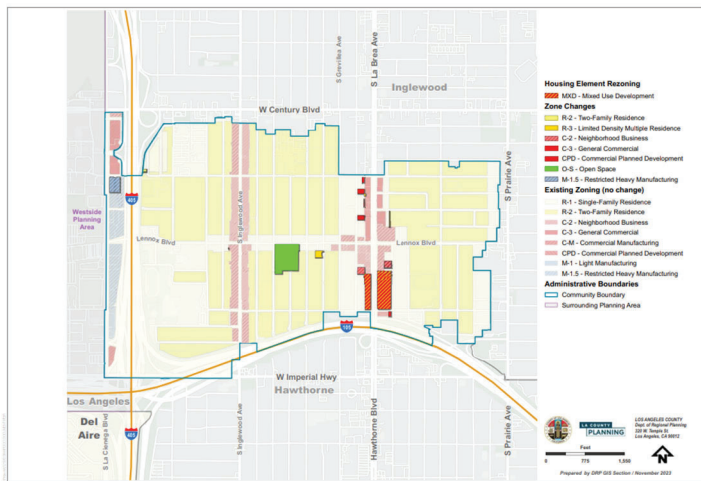 S Grevillea Ave
S La Brea Ave
Inglewood
W Century Blvd
S Prairie Ave
405
Westside
Planning
Area
Lennox Blvd
S Inglewood Ave
Lennox Blvd
105
W Imperial Hwy
Hawthorne
Los Angeles
Del
Aire
S La Cienega Blvd
405
S Inglewood Ave
Hawthorne Blvd
S Prairie Ave
Housing Element Rezoning
MXD - Mixed Use Development
Zone Changes
R-2 - Two-Family Residence
R-3 - Limited Density Multiple Residence
C-2 - Neighborhood Business
C-3 - General Commercial
CPD - Commercial Planned Development
O-S - Open Space
M-1.5 - Restricted Heavy Manufacturing
Existing Zoning (no change)
R-1 - Single-Family Residence
R-2 - Two-Family Residence
C-2 - Neighborhood Business
C-3 - General Commercial
C-M - Commercial Manufacturing
CPD - Commercial Planned Development
M-1 - Light Manufacturing
M-1.5 - Restricted Heavy Manufacturing
Administrative Boundaries
Community Boundary
Surrounding Planning Area
LA COUNTY
PLANNING
LOS ANGELES COUNTY
Dept. of Regional Planning
320 W. Temple St.
Los Angeles, CA 90012
Feet
0 775 1,550
N
Prepared by DRP GIS Section / November 2023